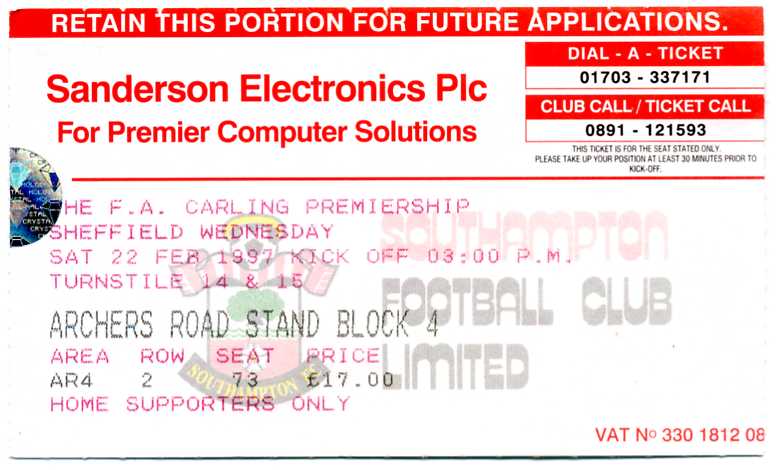 RETAIN THIS PORTION FOR FUTURE APPLICATIONS.
Sanderson Electronics Plc
For Premier Computer Solutions
DIAL - A - TICKET
01703 - 337171
CLUB CALL / TICKET CALL
0891 - 121593
THIS TICKET IS FOR THE SEAT STATED ONLY.
PLEASE TAKE UP YOUR POSITION AT LEAST 30 MINUTES PRIOR TO
KICK-OFF.
THE F.A. CARLING PREMIERSHIP
SHEFFIELD WEDNESDAY
SAT 22 FEB 1997 KICK OFF 03:00 P.M.
TURNSTILE 14 & 15
ARCHERS ROAD STAND BLOCK 4
AREA ROW SEAT PRICE
AR4 2 73 £17.00
HOME SUPPORTERS ONLY
SOUTHAMPTON
FOOTBALL CLUB
LIMITED
SOUTHAMPTON FC
VAT No 330 1812 08